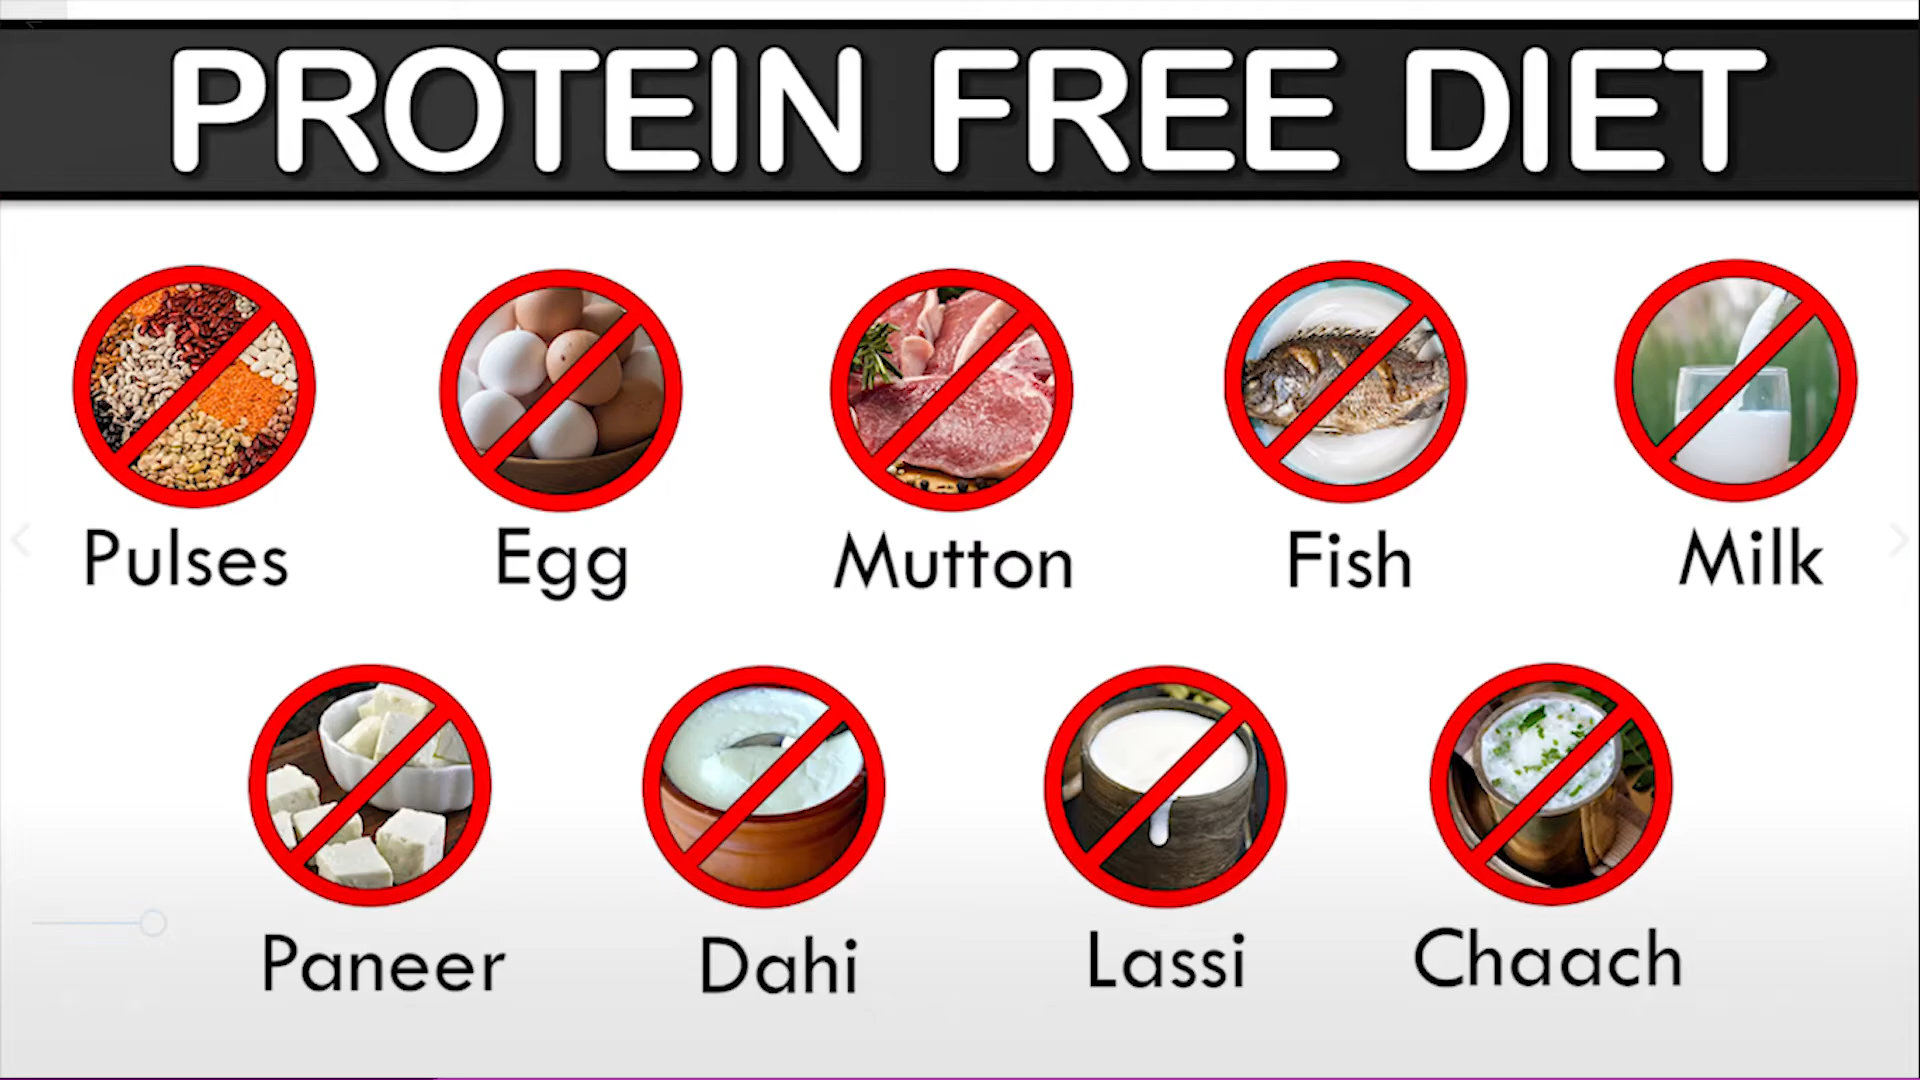 PROTEIN FREE DIET
Pulses
Egg
Mutton
Fish
Milk
Paneer
Dahi
Lassi
Chaach